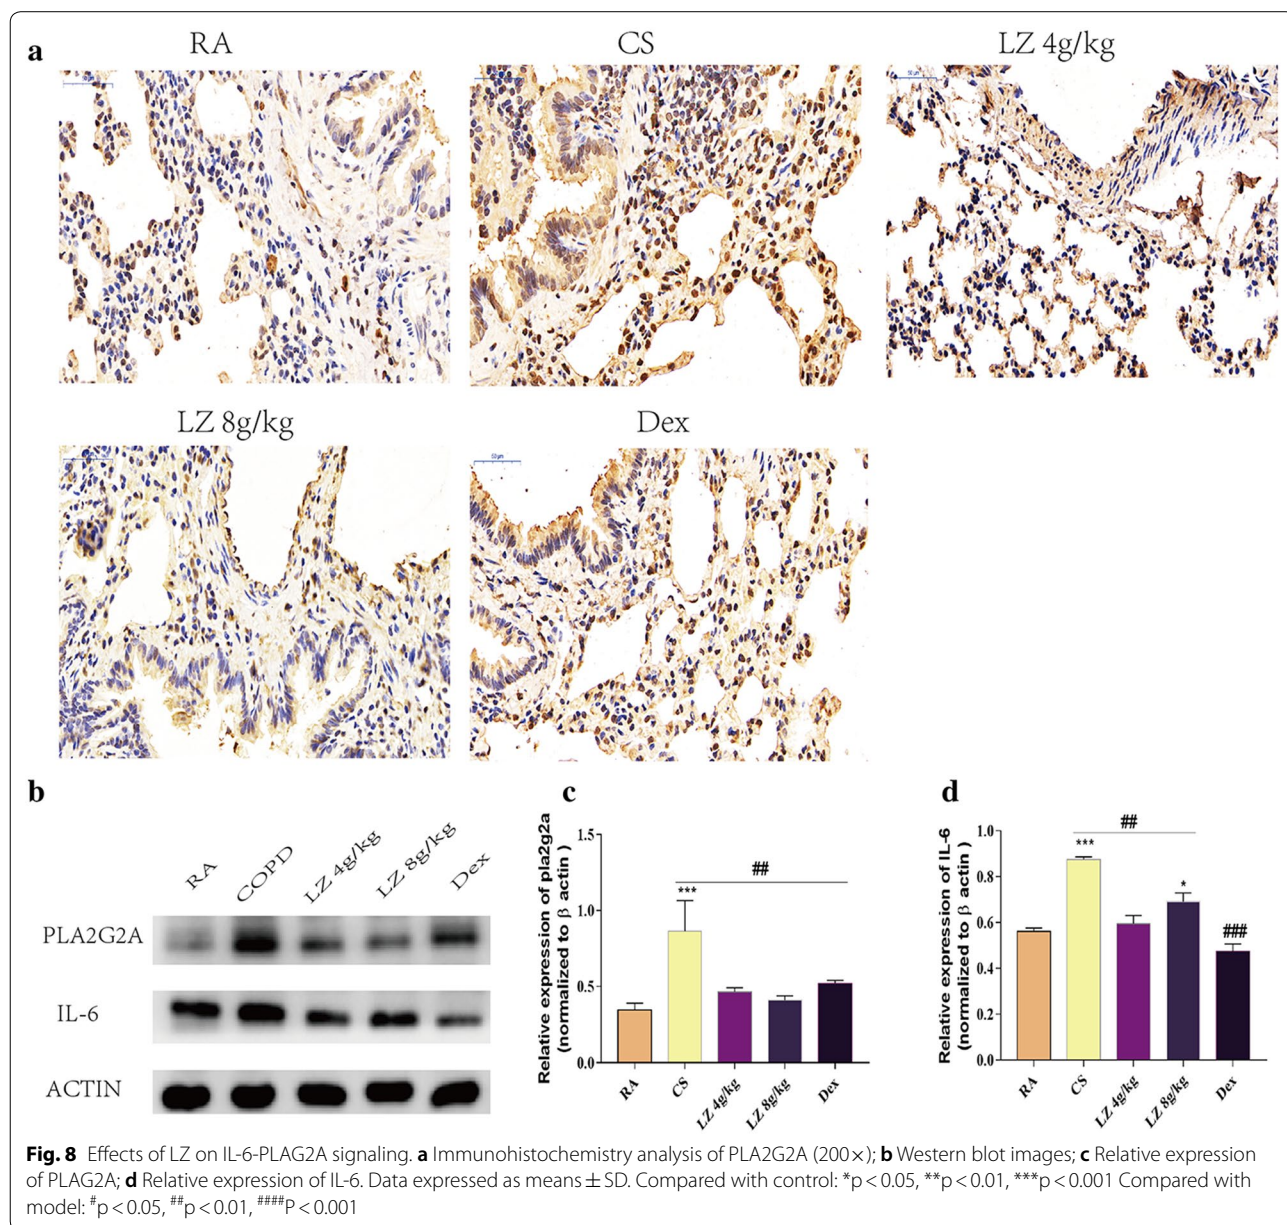 a
RA
CS
LZ 4g/kg
50 μm
LZ 8g/kg
Dex
50 μm
b
RA
COPD
LZ 4g/kg
LZ 8g/kg
Dex
PLA2G2A
IL-6
ACTIN
c
Relative expression of pla2g2a
(normalized to β actin )
1.5
1.0
0.5
0.0
***
##
RA
CS
LZ 4g/kg
LZ 8g/kg
Dex
d
Relative expression of IL-6
(normalized to β actin )
1.0
0.8
0.6
0.4
0.2
0.0
***
##
*
###
RA
CS
LZ 4g/kg
LZ 8g/kg
Dex
Fig. 8 Effects of LZ on IL-6-PLAG2A signaling. a Immunohistochemistry analysis of PLA2G2A (200×); b Western blot images; c Relative expression
of PLAG2A; d Relative expression of IL-6. Data expressed as means ± SD. Compared with control: *p < 0.05, **p < 0.01, ***p < 0.001 Compared with
model: #p < 0.05, ##p < 0.01, ####P < 0.001